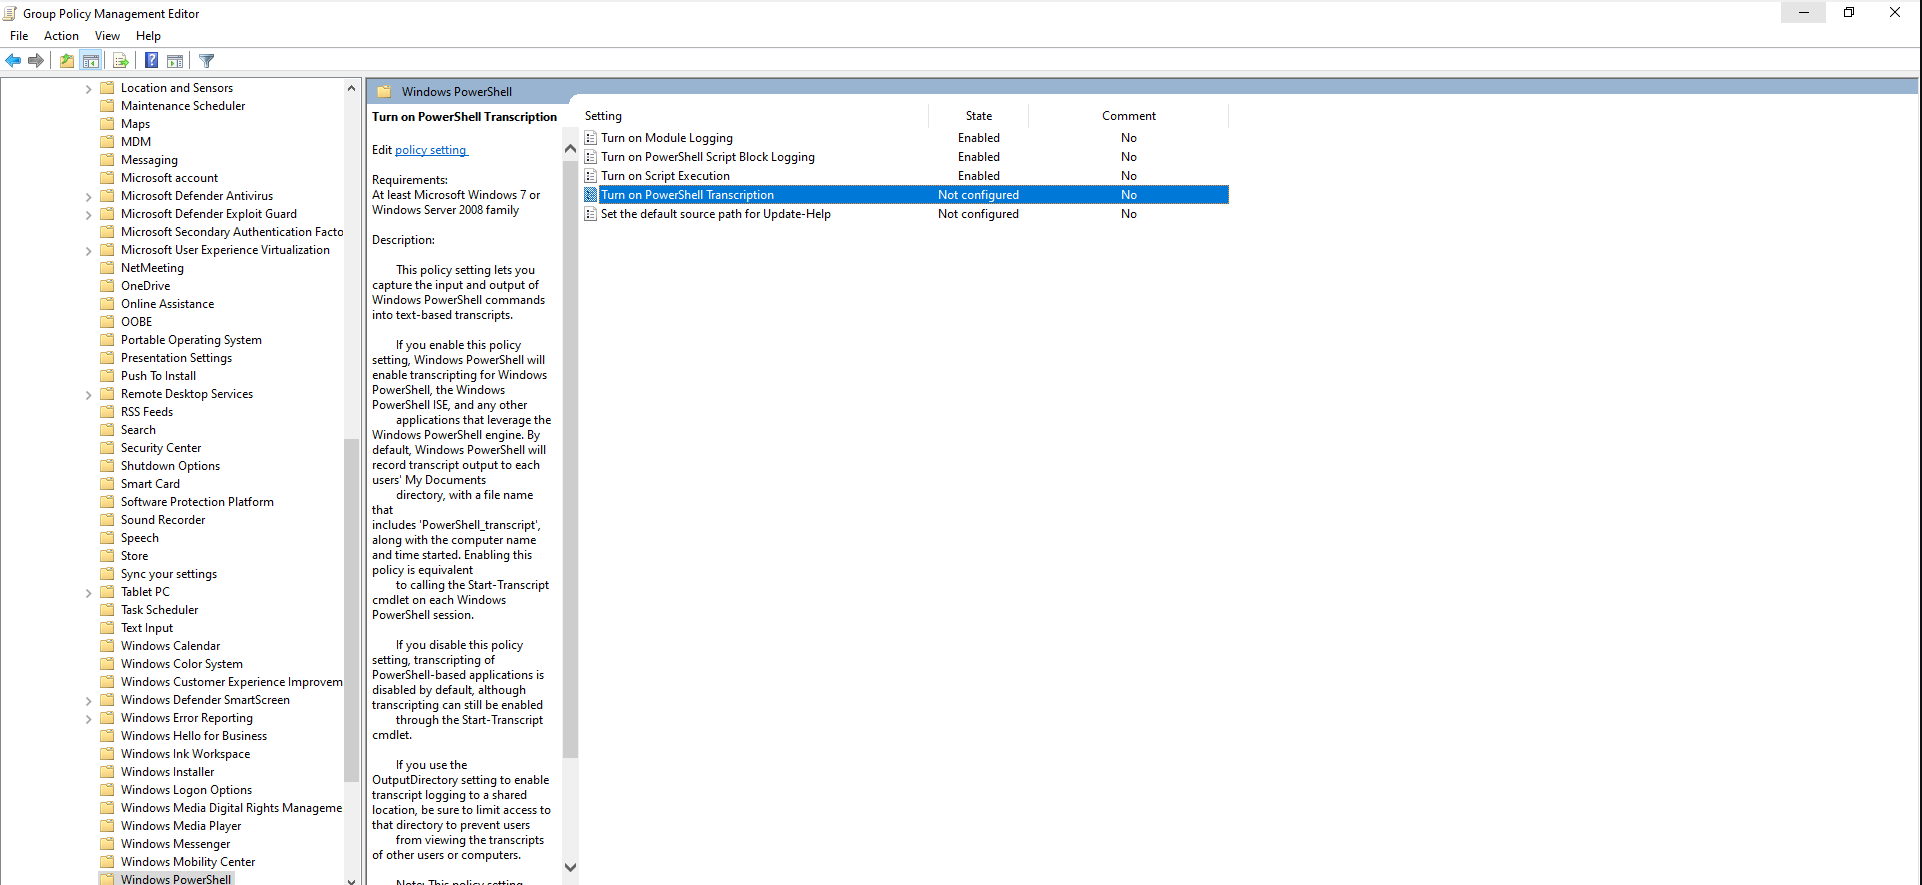 Group Policy Management Editor
File Action View Help
Location and Sensors
Maintenance Scheduler
Maps
MDM
Messaging
Microsoft account
Microsoft Defender Antivirus
Microsoft Defender Exploit Guard
Microsoft Secondary Authentication Facto
Microsoft User Experience Virtualization
NetMeeting
OneDrive
Online Assistance
OOBE
Portable Operating System
Presentation Settings
Push To Install
Remote Desktop Services
RSS Feeds
Search
Security Center
Shutdown Options
Smart Card
Software Protection Platform
Sound Recorder
Speech
Store
Sync your settings
Tablet PC
Task Scheduler
Text Input
Windows Calendar
Windows Color System
Windows Customer Experience Improvem
Windows Defender SmartScreen
Windows Error Reporting
Windows Hello for Business
Windows Ink Workspace
Windows Installer
Windows Logon Options
Windows Media Digital Rights Manageme
Windows Media Player
Windows Messenger
Windows Mobility Center
Windows PowerShell
Windows PowerShell
Turn on PowerShell Transcription
Edit policy setting
Requirements:
At least Microsoft Windows 7 or
Windows Server 2008 family
Description:
This policy setting lets you
capture the input and output of
Windows PowerShell commands
into text-based transcripts.
If you enable this policy
setting, Windows PowerShell will
enable transcripting for Windows
PowerShell, the Windows
PowerShell ISE, and any other
applications that leverage the
Windows PowerShell engine. By
default, Windows PowerShell will
record transcript output to each
users' My Documents
directory, with a file name
that
includes 'PowerShell_transcript',
along with the computer name
and time started. Enabling this
policy is equivalent
to calling the Start-Transcript
cmdlet on each Windows
PowerShell session.
If you disable this policy
setting, transcripting of
PowerShell-based applications is
disabled by default, although
transcripting can still be enabled
through the Start-Transcript
cmdlet.
If you use the
OutputDirectory setting to enable
transcript logging to a shared
location, be sure to limit access to
that directory to prevent users
from viewing the transcripts
of other users or computers.
Note: This policy setting
Setting State Comment
Turn on Module Logging Enabled No
Turn on PowerShell Script Block Logging Enabled No
Turn on Script Execution Enabled No
Turn on PowerShell Transcription Not configured No
Set the default source path for Update-Help Not configured No